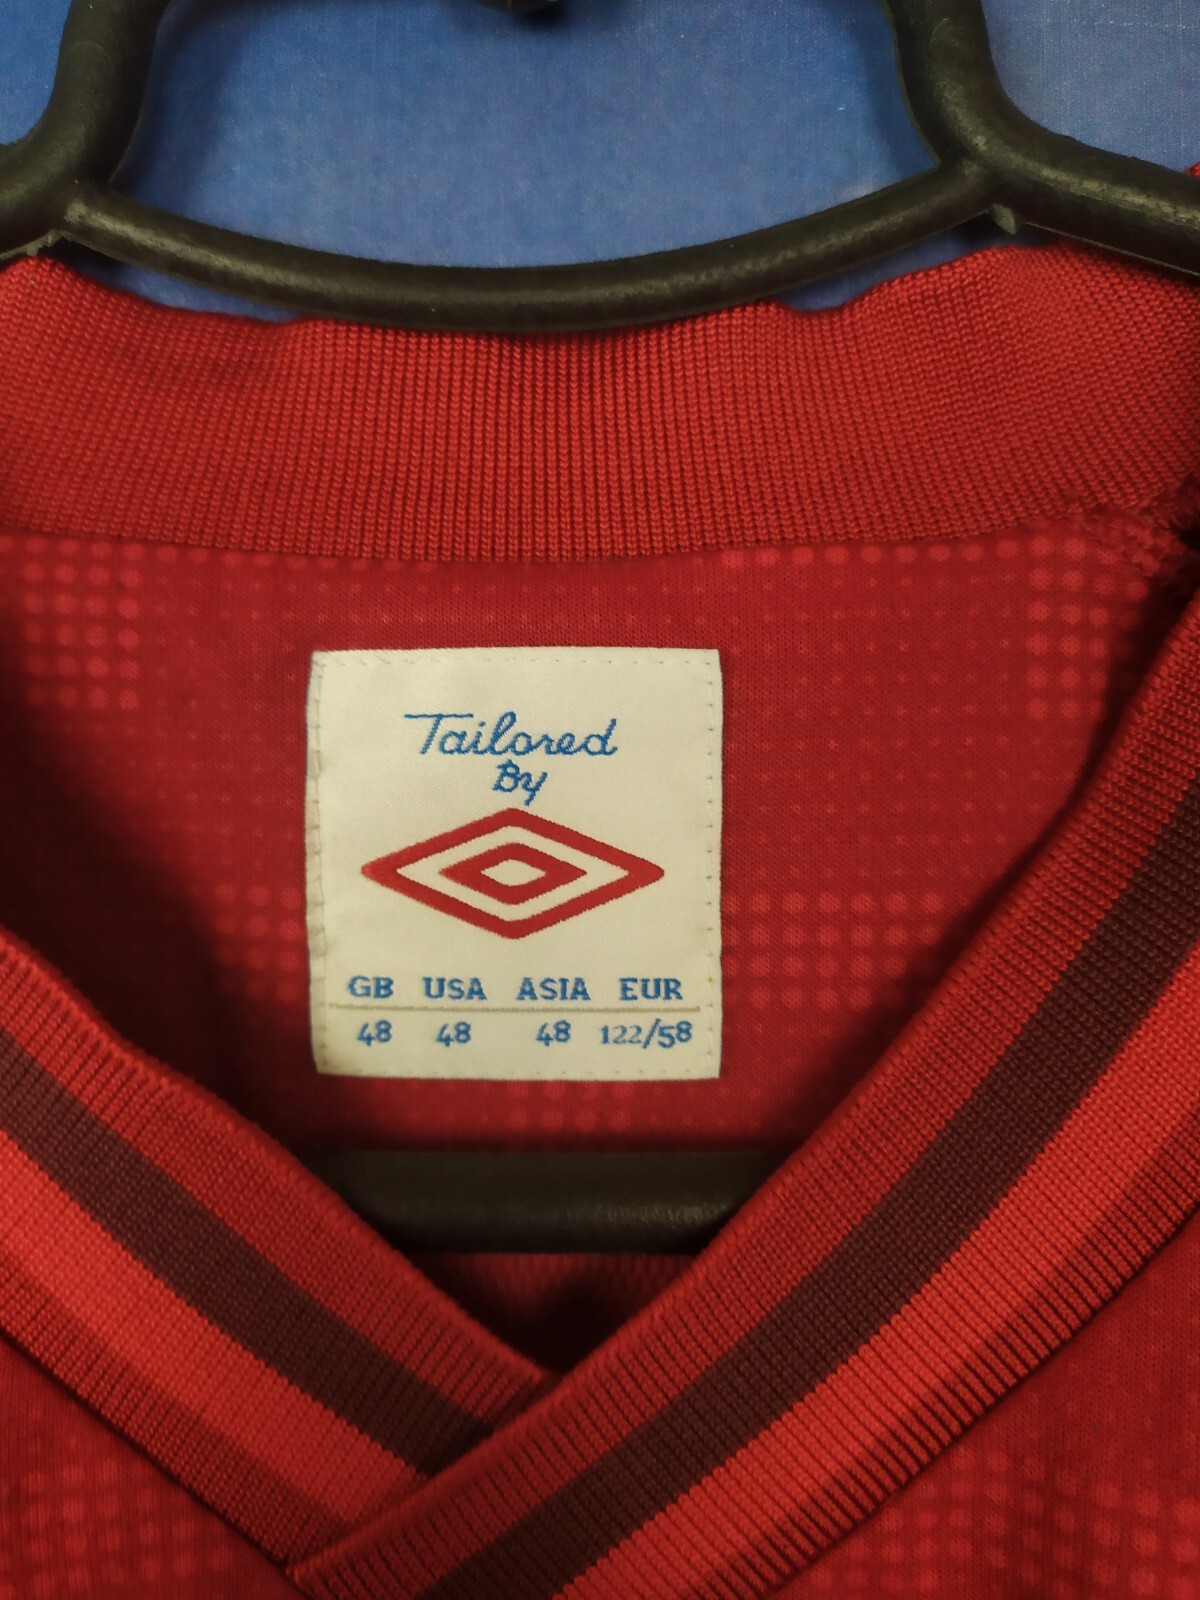 Tailored
By
GB USA ASIA EUR
48 48 48 122/58